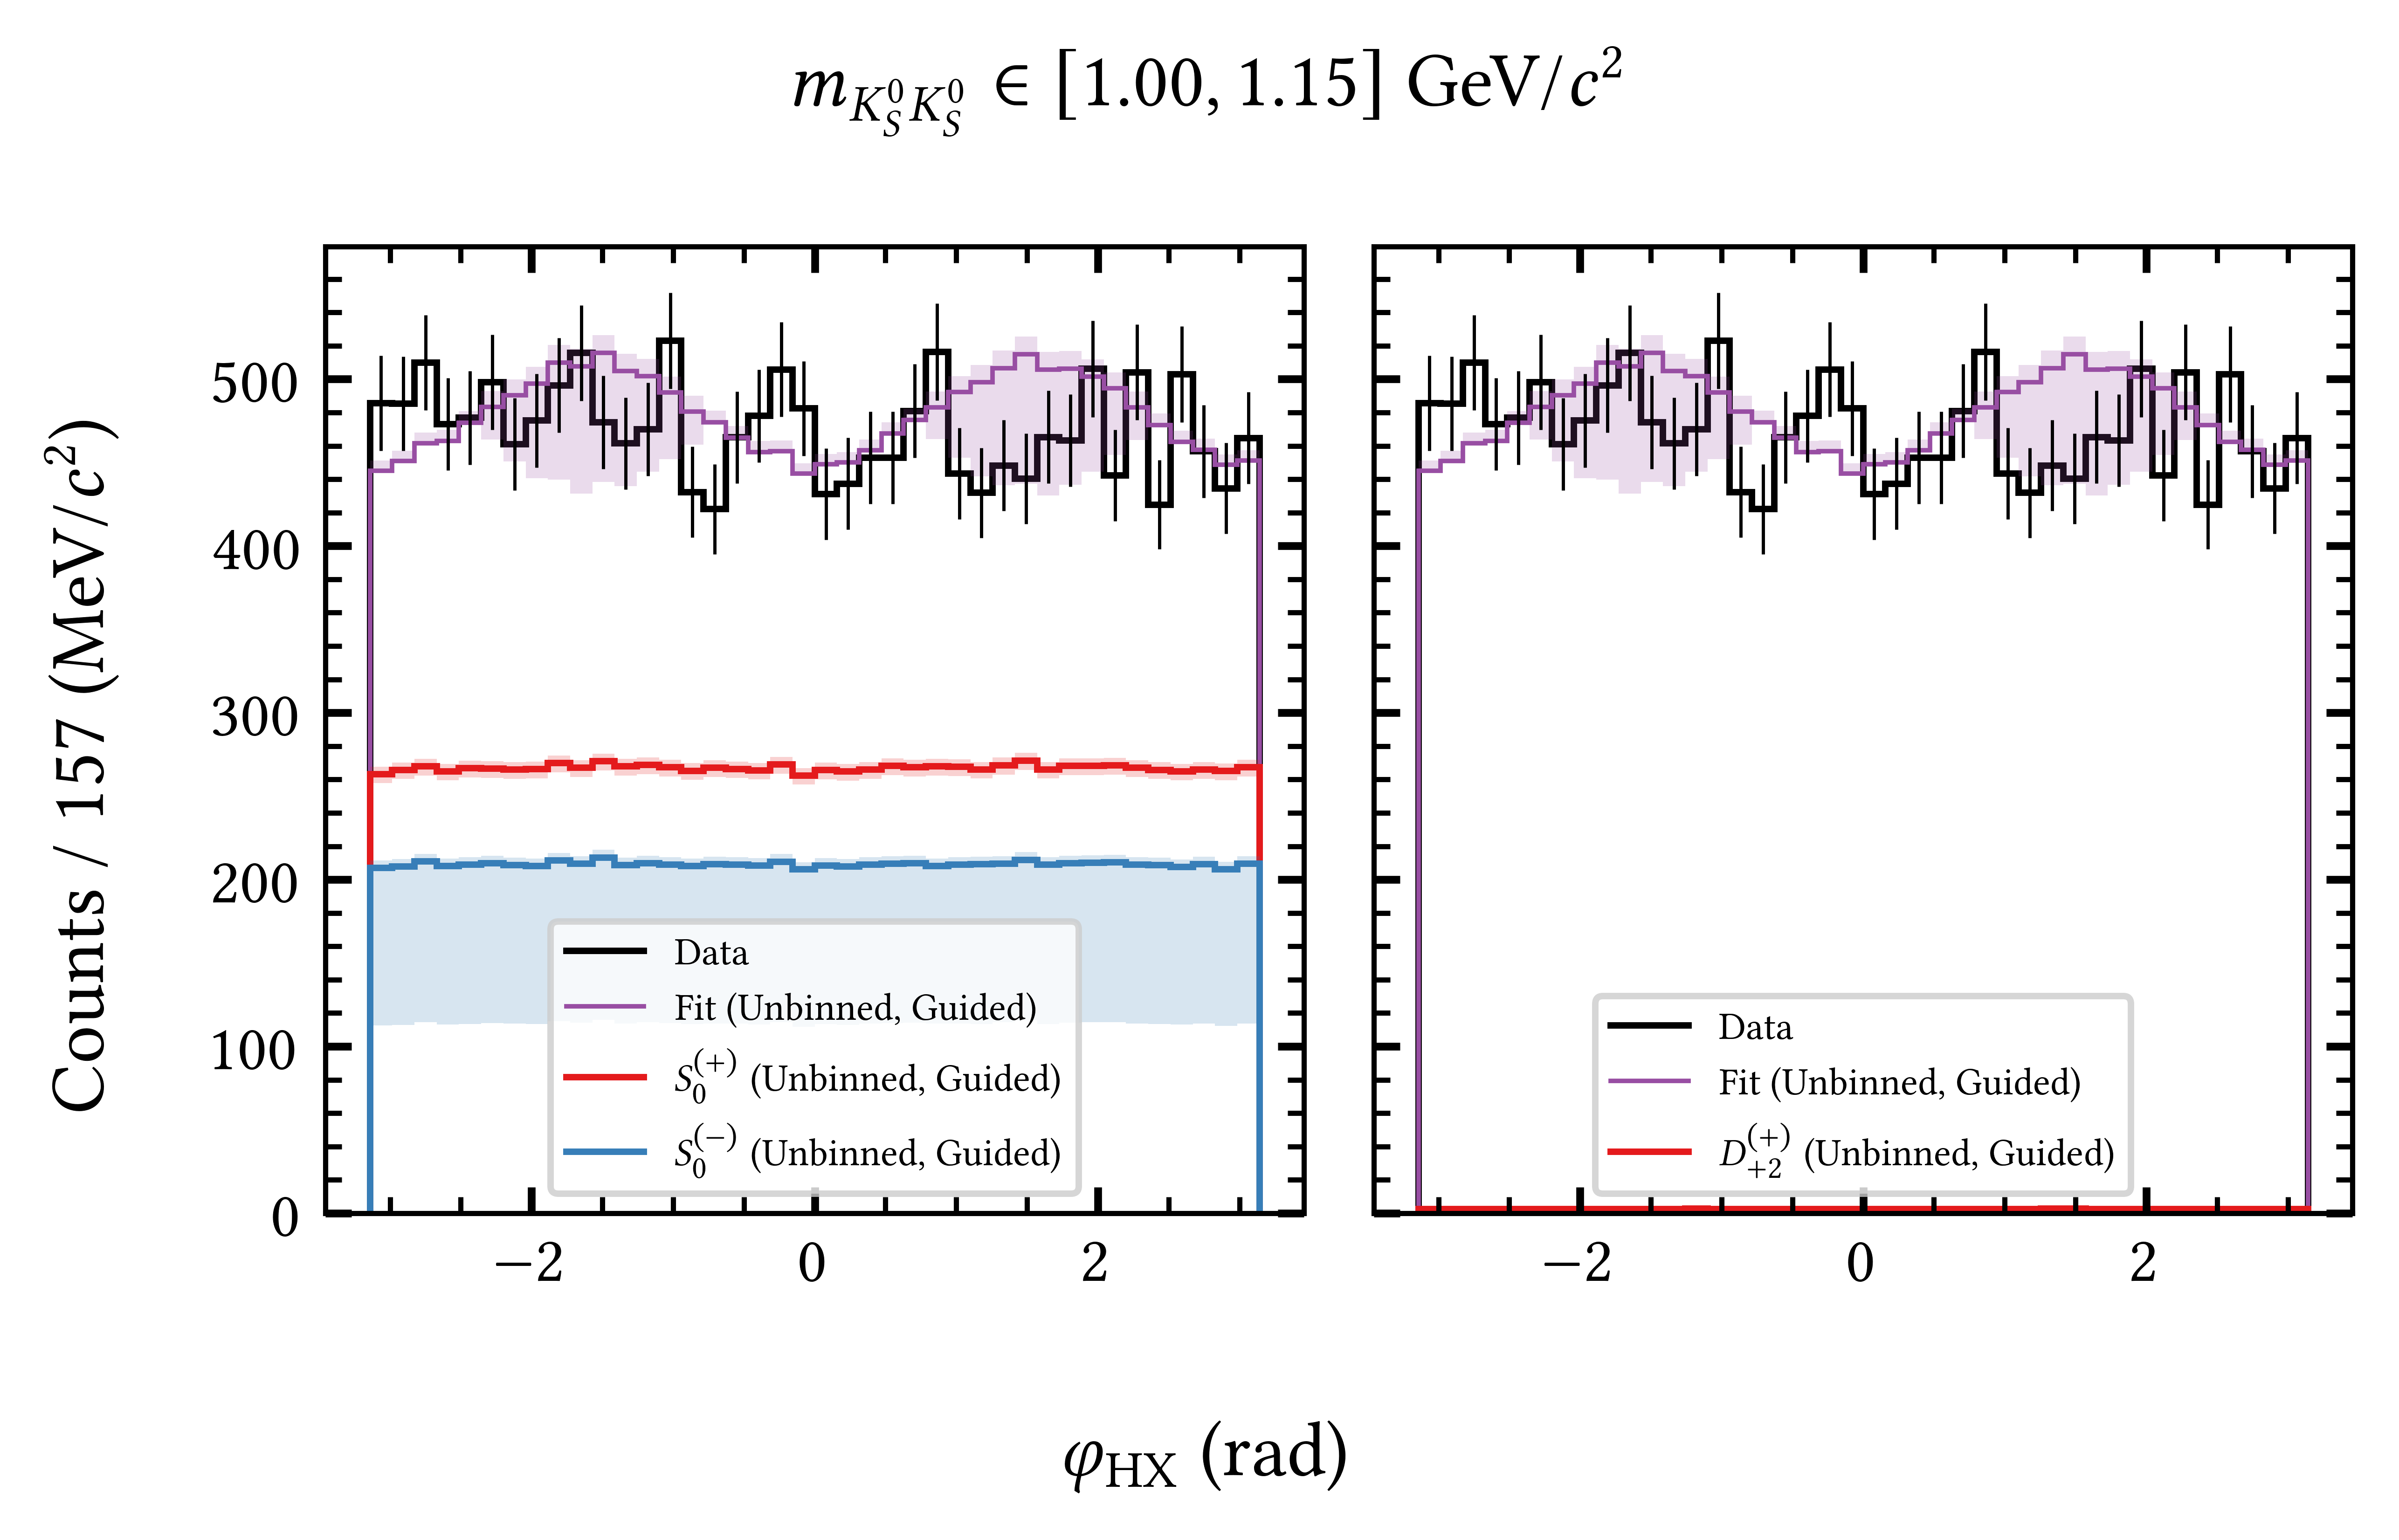 m_{K_S^0 K_S^0} ∈ [1.00, 1.15] GeV/c²
Counts / 157 (MeV/c²)
500
400
300
200
100
0
Data
Fit (Unbinned, Guided)
S_0^{(+)} (Unbinned, Guided)
S_0^{(−)} (Unbinned, Guided)
−2 0 2
Data
Fit (Unbinned, Guided)
D_{+2}^{(+)} (Unbinned, Guided)
−2 0 2
φ_{HX} (rad)